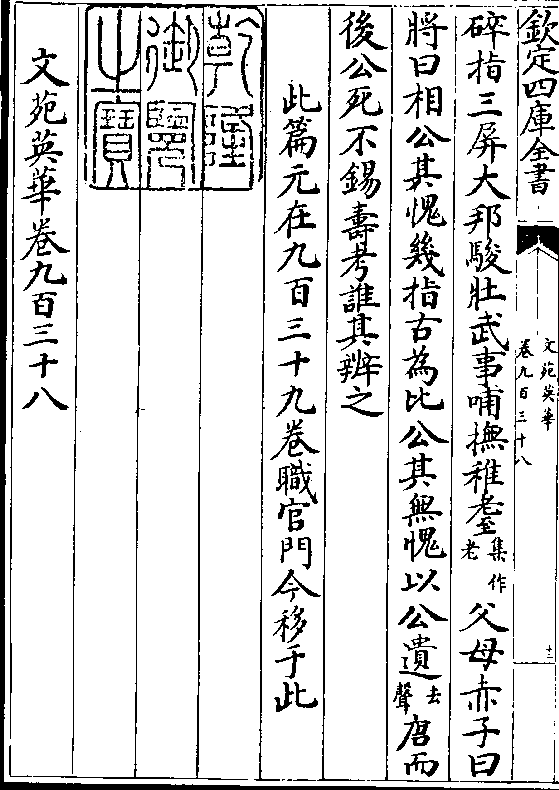 欽定四庫全書
文苑英華
卷九百三十八
十三
碎指三屏大邦駿壯武事哺撫稚耋集作老父母赤子曰
將曰相公其愧幾指古為比公其無愧以公遺去聲唐而
後公死不錫壽考誰其辨之
此篇元在九百三十九卷職官門今移于此
乾隆
御覽
之寶
文苑英華卷九百三十八